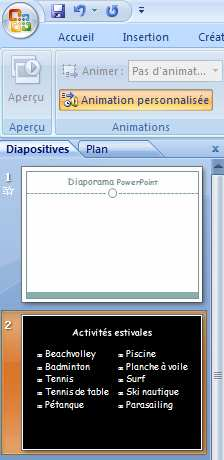 Accueil Insertion Créat
Aperçu Animer : Pas d'animat...
Animation personnalisée
Aperçu Animations
Diapositives Plan x
1 Diaporama PowerPoint
2
Activités estivales
Beachvolley Piscine
Badminton Planche à voile
Tennis Surf
Tennis de table Ski nautique
Pétanque Parasailing